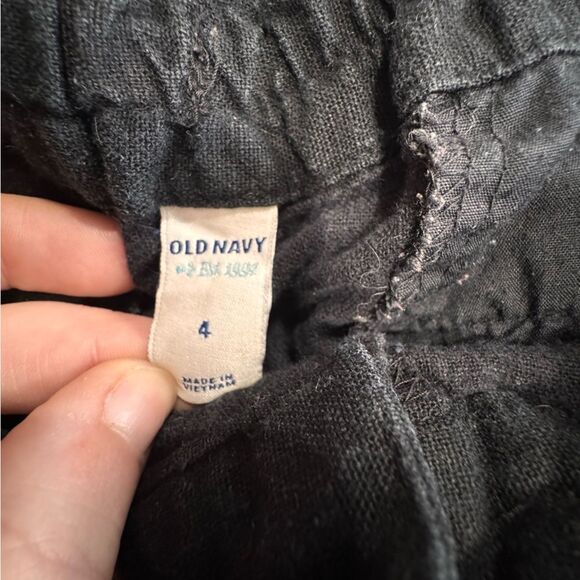 OLD NAVY
Est. 1994
4
MADE IN
VIETNAM